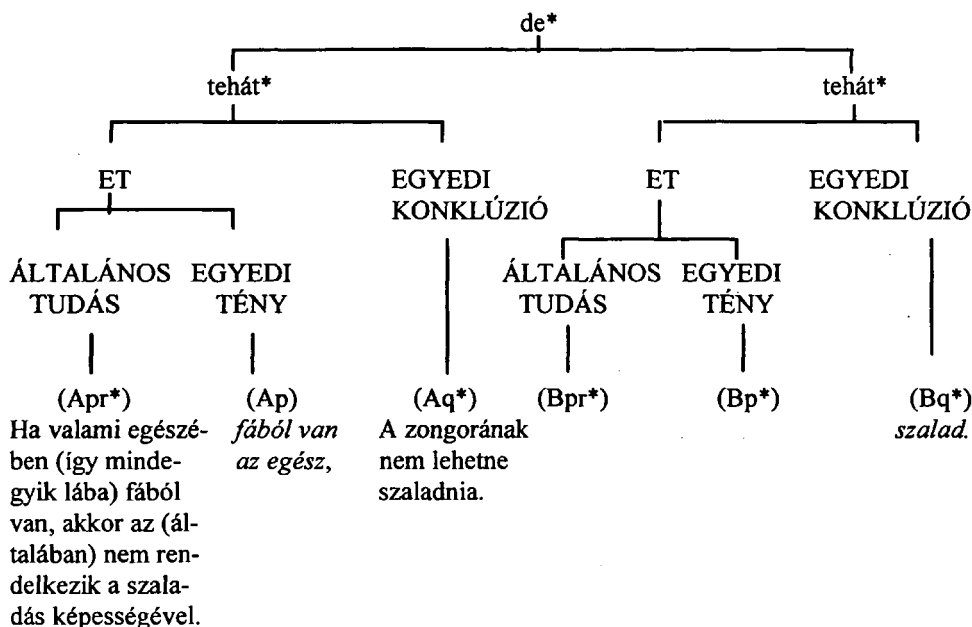 de*
tehát* tehát*
ET EGYEDI KONKLÚZIÓ ET EGYEDI KONKLÚZIÓ
ÁLTALÁNOS TUDÁS EGYEDI TÉNY ÁLTALÁNOS TUDÁS EGYEDI TÉNY
(Apr*) (Ap) (Aq*) (Bpr*) (Bp*) (Bq*)
Ha valami egészé-
ben (így minde-
gyik lába) fából
van, akkor az (ál-
talában) nem ren-
delkezik a szala-
dás képességével.
fából van
az egész,
A zongorának
nem lehetne
szaladnia.
szalad.